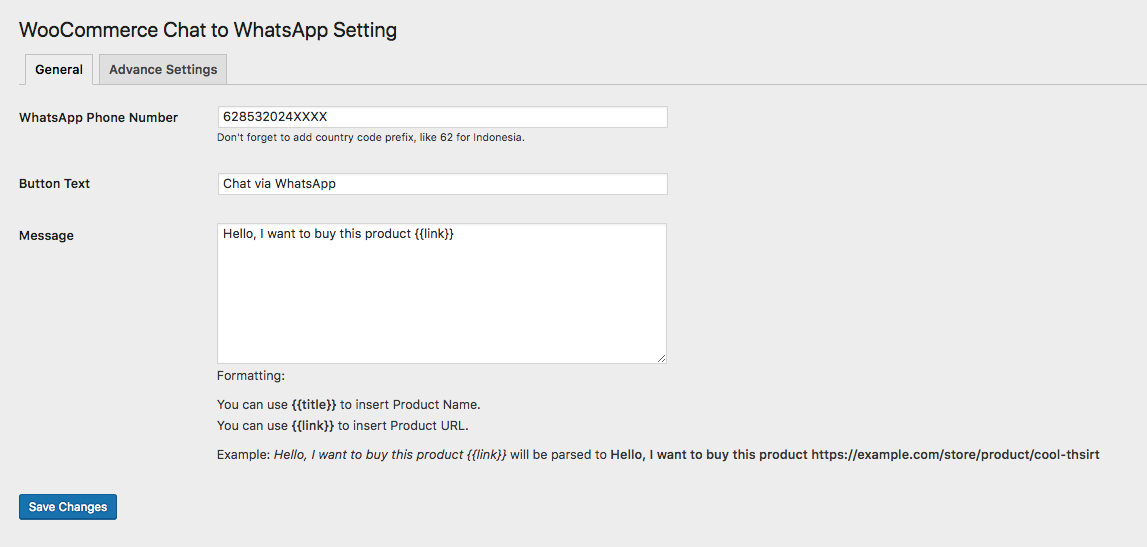 WooCommerce Chat to WhatsApp Setting
General
Advance Settings
WhatsApp Phone Number
628532024XXXX
Don't forget to add country code prefix, like 62 for Indonesia.
Button Text
Chat via WhatsApp
Message
Hello, I want to buy this product {{link}}
Formatting:
You can use {{title}} to insert Product Name.
You can use {{link}} to insert Product URL.
Example: Hello, I want to buy this product {{link}} will be parsed to Hello, I want to buy this product https://example.com/store/product/cool-thsirt
Save Changes